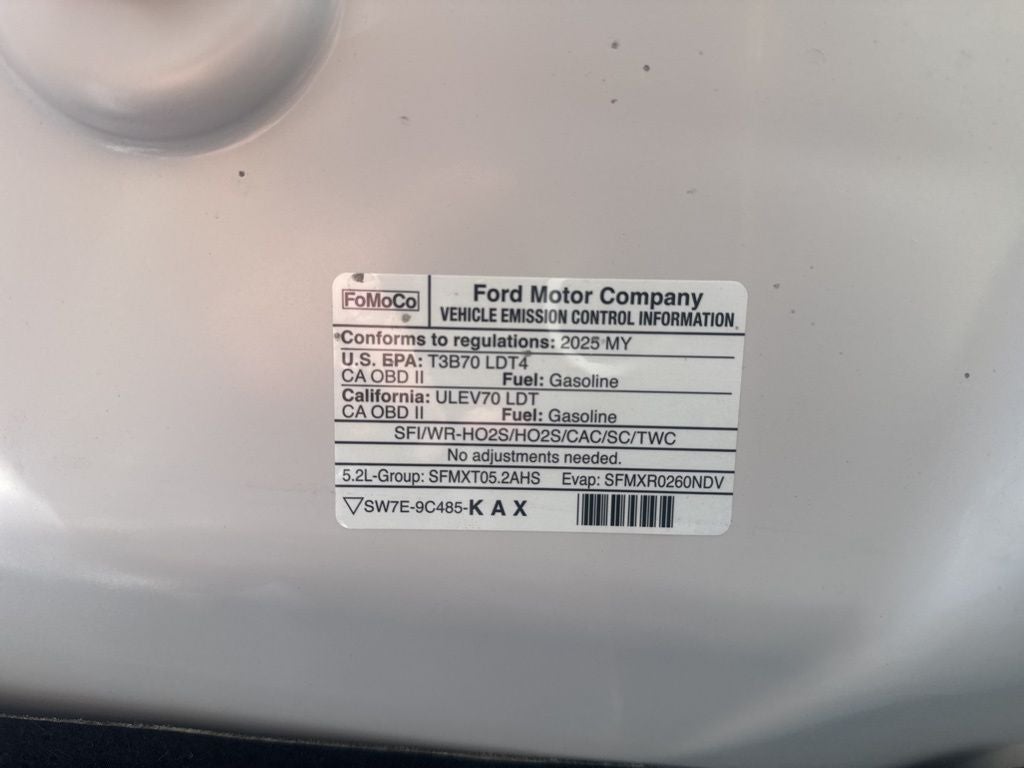 FoMoCo
Ford Motor Company
VEHICLE EMISSION CONTROL INFORMATION
Conforms to regulations: 2025 MY
U.S. EPA: T3B70 LDT4
CA OBD II Fuel: Gasoline
California: ULEV70 LDT
CA OBD II Fuel: Gasoline
SFI/WR-HO2S/HO2S/CAC/SC/TWC
No adjustments needed.
5.2L-Group: SFMXT05.2AHS Evap: SFMXR0260NDV
SW7E-9C485-KAX